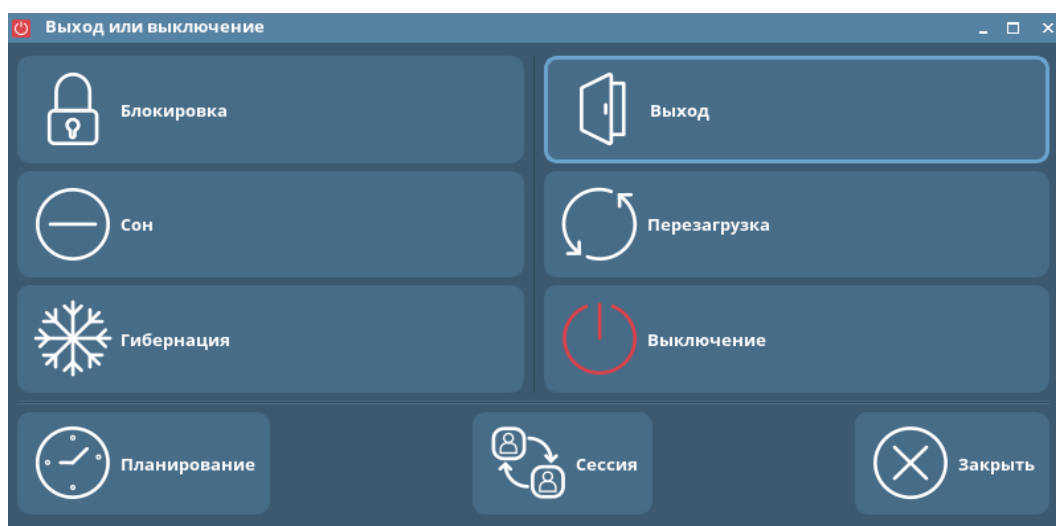 Выход или выключение
Блокировка
Выход
Сон
Перезагрузка
Гибернация
Выключение
Планирование
Сессия
Закрыть